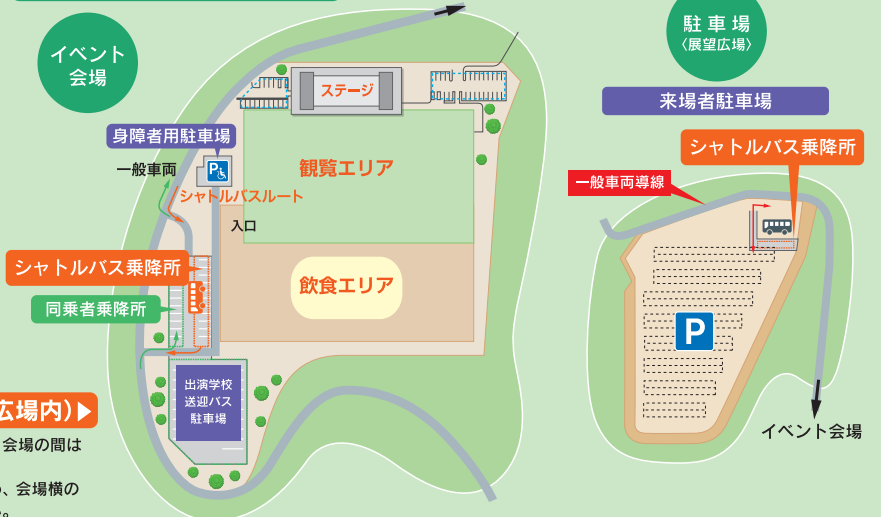 イベント
会場
ステージ
身障者用駐車場
P
一般車両
シャトルバスルート
観覧エリア
入口
シャトルバス乗降所
同乗者乗降所
飲食エリア
出演学校
送迎バス
駐車場
広場内)▶
会場の間は
、会場横の
駐車場
〈展望広場〉
来場者駐車場
シャトルバス乗降所
一般車両導線
P
イベント会場